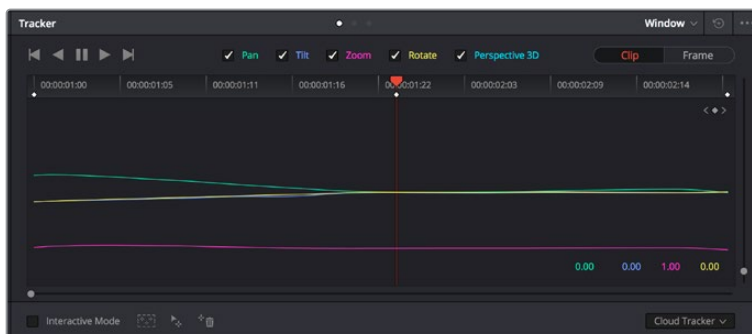 Tracker Window
Pan Tilt Zoom Rotate Perspective 3D Clip Frame
00:00:01:00 00:00:01:05 00:00:01:11 00:00:01:16 00:00:01:22 00:00:02:03 00:00:02:09 00:00:02:14
0.00 0.00 1.00 0.00
Interactive Mode Cloud Tracker